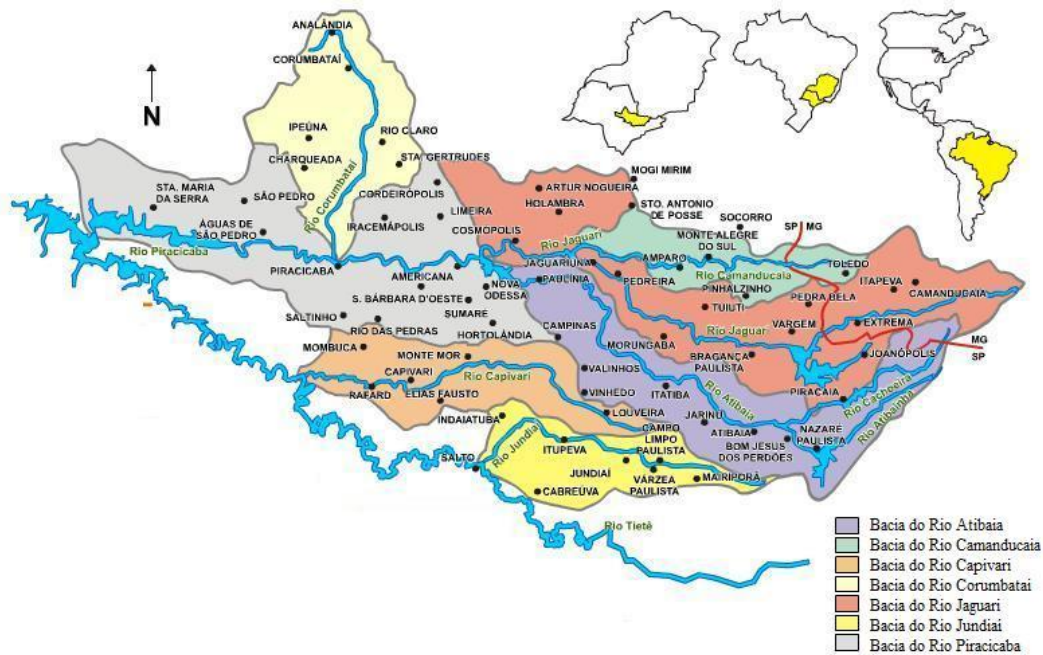 ANALÂNDIA
CORUMBATAÍ
N
IPEÚNA
RIO CLARO
CHARQUEADA
STA. GERTRUDES
Rio Corumbataí
CORDEIRÓPOLIS
STA. MARIA
DA SERRA
SÃO PEDRO
IRACEMÁPOLIS
LIMEIRA
ÁGUAS DE
SÃO PEDRO
Rio Piracicaba
PIRACICABA
AMERICANA
COSMOPOLIS
ARTUR NOGUEIRA
HOLAMBRA
MOGI MIRIM
STO. ANTONIO
DE POSSE
SOCORRO
SP
MG
MONTE ALEGRE
DO SUL
Rio Jaguari
AMPARO
Rio Camanducaia
TOLEDO
JAGUARIUNA
PAULÍNIA
PEDREIRA
PINHALZINHO
ITAPEVA
CAMANDUCAIA
PEDRA BELA
TUIUTI
NOVA
ODESSA
S. BÁRBARA D'OESTE
SALTINHO
SUMARÉ
RIO DAS PEDRAS
HORTOLÂNDIA
CAMPINAS
Rio Jaguar
VARGEM
EXTREMA
MG
SP
MORUNGABA
BRAGANÇA
PAULISTA
JOANÓPOLIS
MOMBUCA
MONTE MOR
CAPIVARI
Rio Capivari
VALINHOS
RAFARD
ELIAS FAUSTO
VINHEDO
ITATIBA
Rio Atibaia
PIRAÇAIA
Rio Cachoeira
Rio Atibainha
LOUVEIRA
JARINU
INDAIATUBA
CAMPO
LIMPO
PAULISTA
ATIBAIA
NAZARÉ
PAULISTA
BOM JESUS
DOS PERDÕES
SALTO
Rio Jundiaí
ITUPEVA
JUNDIAÍ
VÁRZEA
PAULISTA
MAIRIPORÃ
CABREÚVA
Rio Tietê
Bacia do Rio Atibaia
Bacia do Rio Camanducaia
Bacia do Rio Capivari
Bacia do Rio Corumbatai
Bacia do Rio Jaguari
Bacia do Rio Jundiai
Bacia do Rio Piracicaba